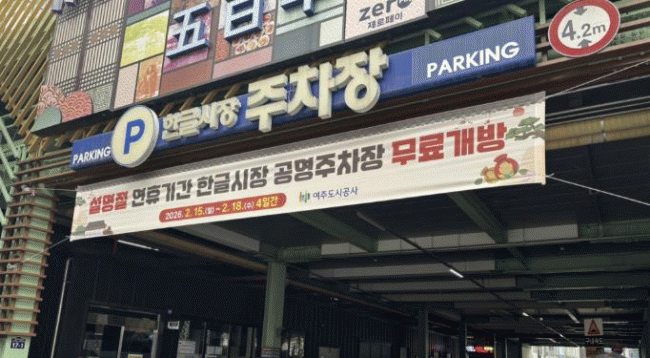 오백
zero
제로페이
4.2m
P 한글시장 주차장
PARKING
PARKING
설명절 연휴기간 한글시장 공영주차장 무료개방
2026. 2.15.(일) ~ 2.18.(수) 4일간
여주도시공사